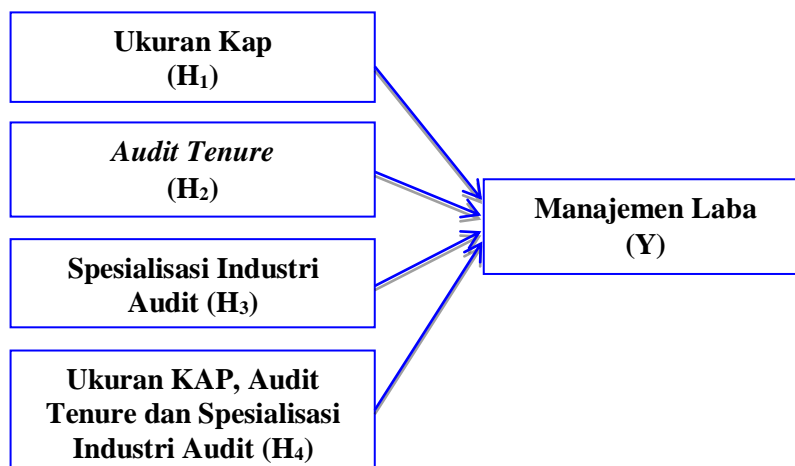 Ukuran Kap
(H₁)
Audit Tenure
(H₂)
Spesialisasi Industri
Audit (H₃)
Ukuran KAP, Audit
Tenure dan Spesialisasi
Industri Audit (H₄)
Manajemen Laba
(Y)